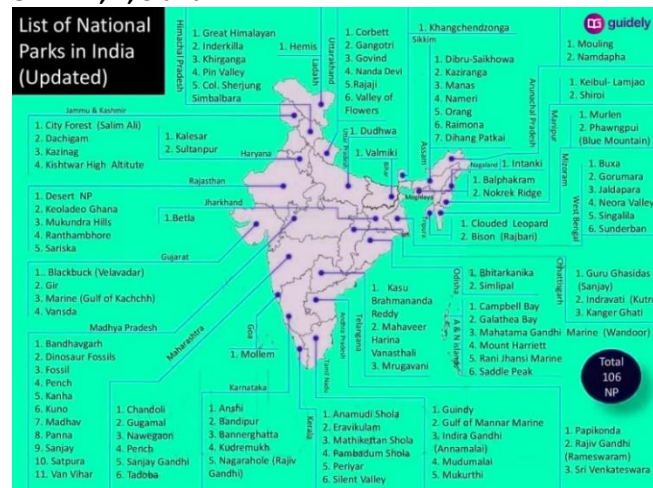 List of National
Parks in India
(Updated)
guidely
Himachal Pradesh
1. Great Himalayan
2. Inderkilla
3. Khirganga
4. Pin Valley
5. Col. Sherjung
Simbalbara
Ladakh
1. Hemis
Uttarakhand
1. Corbett
2. Gangotri
3. Govind
4. Nanda Devi
5.Rajaji
6. Valley of
Flowers
Sikkim
1. Khangchendzonga
Assam
1. Dibru-Saikhowa
2. Kaziranga
3. Manas
4. Nameri
5. Orang
6. Raimona
7. Dihang Patkai
Arunachal Pradesh
1. Mouling
2. Namdapha
Manipur
1. Keibul- Lamjao
2. Shiroi
Mizoram
1. Murlen
2. Phawngpui
(Blue Mountain)
Jammu & Kashmir
1. City Forest (Salim Ali)
2. Dachigam
3. Kazinag
4. Kishtwar High Altitute
Haryana
1. Kalesar
2. Sultanpur
Uttar Pradesh
1. Dudhwa
Bihar
1. Valmiki
Nagaland
1. Intanki
Meghlaya
1. Balphakram
2. Nokrek Ridge
West Bengal
1. Buxa
2. Gorumara
3. Jaldapara
4. Neora Valley
5. Singalila
6. Sunderban
Rajasthan
1. Desert NP
2. Keoladeo Ghana
3. Mukundra Hills
4. Ranthambhore
5. Sariska
Jharkhand
1.Betla
Tripura
1. Clouded Leopard
2. Bison (Rajbari)
Gujarat
1.. Blackbuck (Velavadar)
2. Gir
3. Marine (Gulf of Kachchh)
4. Vansda
Odisha
1. Bhitarkanika
2. Simlipal
Chhattigarh
1. Guru Ghasidas
(Sanjay)
2. Indravati (Kutn
3. Kanger Ghati
Madhya Pradesh
1. Bandhavgarh
2. Dinosaur Fossils
3. Fossil
4. Pench
5. Kanha
6. Kuno
7. Madhav
8. Panna
9. Sanjay
10. Satpura
11. Van Vihar
Maharashtra
1. Chandoli
2. Gugamal
3. Nawegaon
4. Perich
5. Sanjay Gandhi
6. Tadoba
Goa
1. Mollem
Telangana
1. Kasu
Brahmananda
Reddy
2. Mahaveer
Harina
Vanasthali
3. Mrugavani
A & N islands
1. Campbell Bay
2. Galathea Bay
3. Mahatama Gandhi Marine (Wandoor)
4. Mount Harriett
5. Rani Jhansi Marine
6. Saddle Peak
Total
106
NP
Karnataka
1. Anshi
2. Bandipur
3. Bannerghatta
4. Kudremukh
5. Nagarahole (Rajiv
Gandhi)
Kerala
1. Anamudi Shola
2. Eravikulam
3. Mathikettan Shola
4. Pambadum Shola
5. Periyar
6. Silent Valley
Tamil Nadu
1. Guindy
2. Gulf of Mannar Marine
3. Indira Gandhi
(Annamalai)
4. Mudumalai
5. Mukurthi
Andhra Pradesh
1. Papikonda
2. Rajiv Gandhi
(Rameswaram)
3. Sri Venkateswara